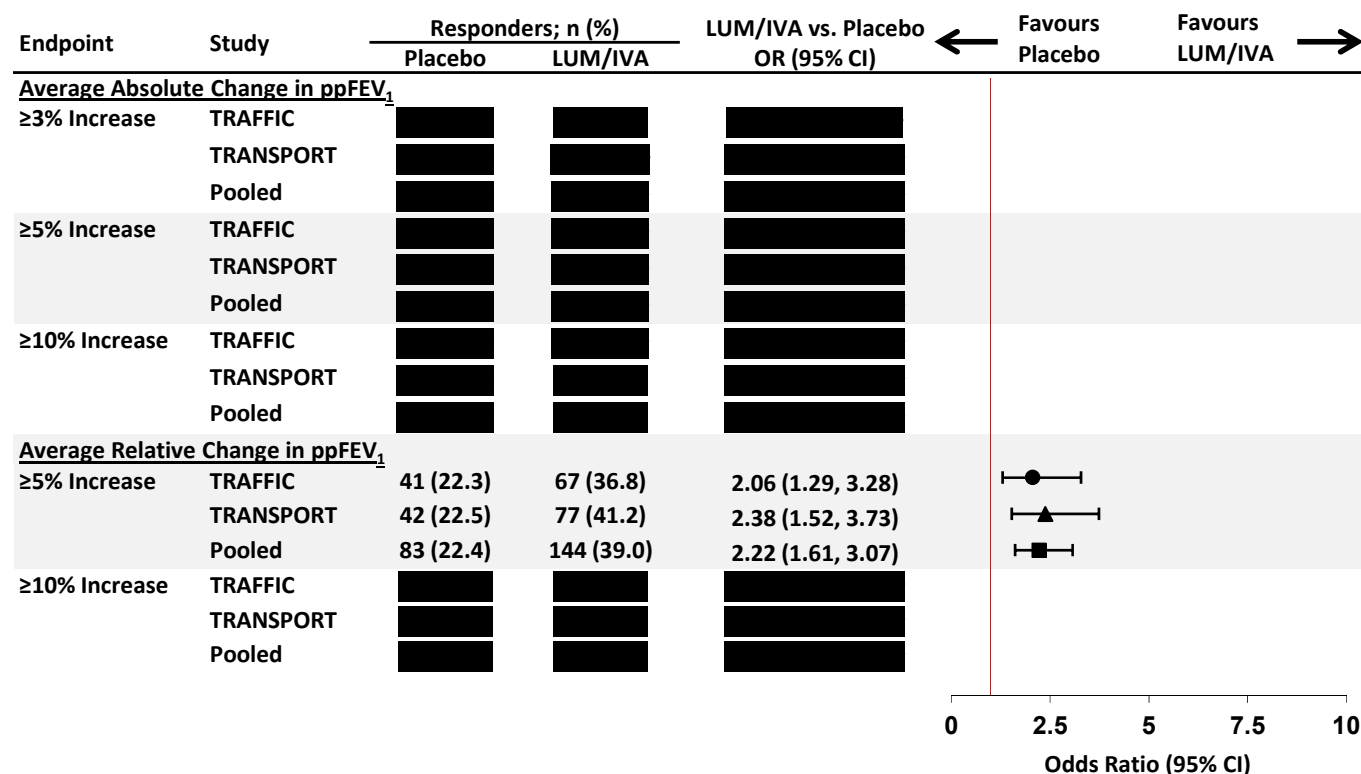 Endpoint Study Responders; n (%) LUM/IVA vs. Placebo Favours Favours
Placebo LUM/IVA OR (95% CI) Placebo LUM/IVA
Average Absolute Change in ppFEV1
≥3% Increase TRAFFIC
TRANSPORT
Pooled
≥5% Increase TRAFFIC
TRANSPORT
Pooled
≥10% Increase TRAFFIC
TRANSPORT
Pooled
Average Relative Change in ppFEV1
≥5% Increase TRAFFIC 41 (22.3) 67 (36.8) 2.06 (1.29, 3.28)
TRANSPORT 42 (22.5) 77 (41.2) 2.38 (1.52, 3.73)
Pooled 83 (22.4) 144 (39.0) 2.22 (1.61, 3.07)
≥10% Increase TRAFFIC
TRANSPORT
Pooled
0 2.5 5 7.5 10
Odds Ratio (95% CI)